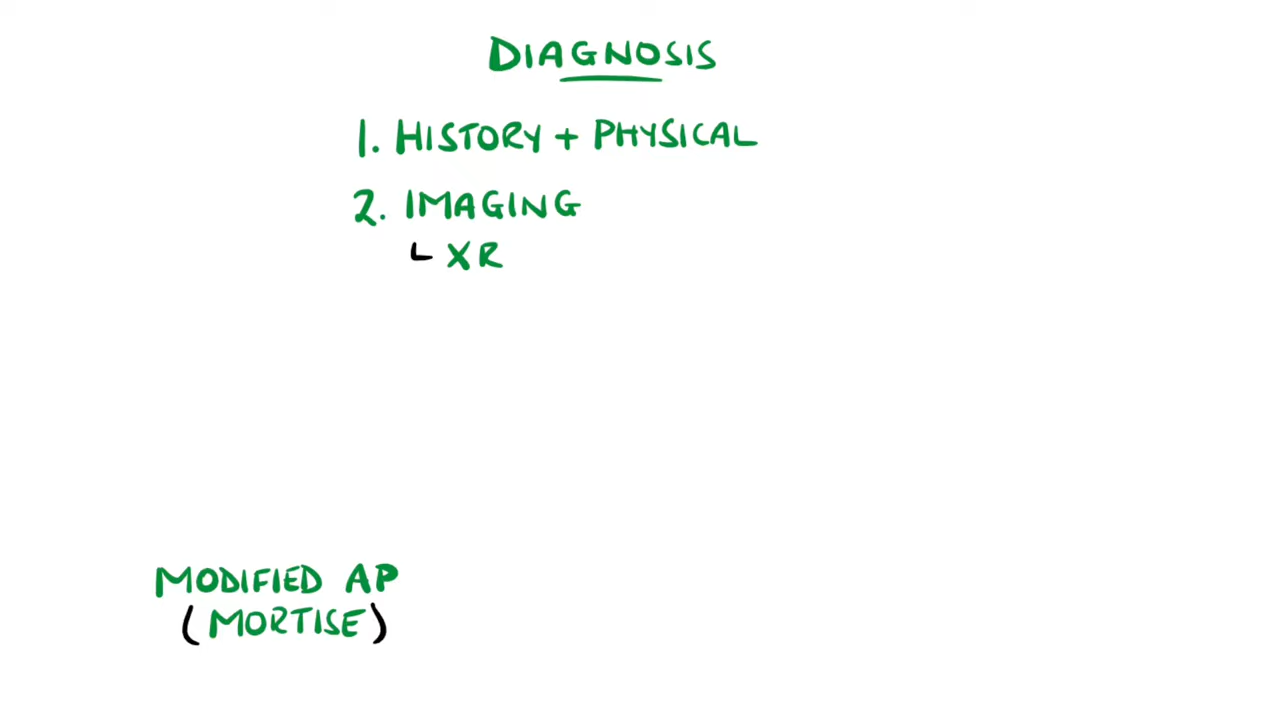 DIAGNOSIS
1. HISTORY + PHYSICAL
2. IMAGING
XR
MODIFIED AP
(MORTISE)